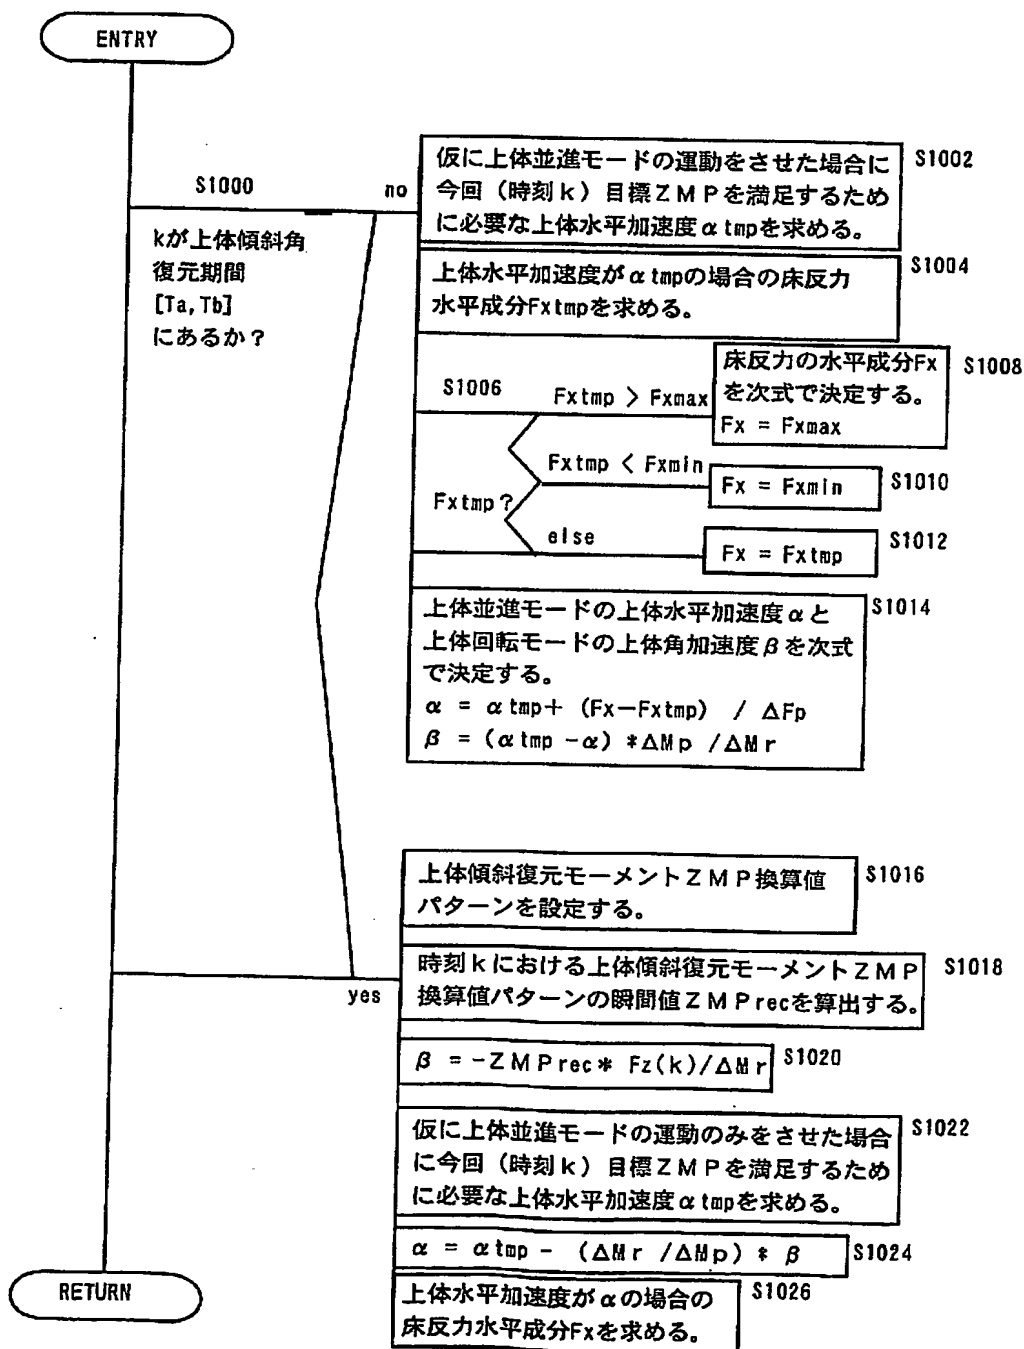 ENTRY
S1000
no
kが上体傾斜角
復元期間
[Ta,Tb]
にあるか？
仮に上体並進モードの運動をさせた場合に
今回（時刻k）目標ZMPを満足するため
に必要な上体水平加速度αtmpを求める。
S1002
上体水平加速度がαtmpの場合の床反力
水平成分Fxtmpを求める。
S1004
S1006
Fxtmp？
Fxtmp > Fxmax
床反力の水平成分Fx
を次式で決定する。
Fx = Fxmax
S1008
Fxtmp < Fxmin
Fx = Fxmin
S1010
else
Fx = Fxtmp
S1012
上体並進モードの上体水平加速度αと
上体回転モードの上体角加速度βを次式
で決定する。
α = αtmp+ (Fx−Fxtmp) / ΔFp
β = (αtmp -α) *ΔMp /ΔMr
S1014
yes
上体傾斜復元モーメントZMP換算値
パターンを設定する。
S1016
時刻kにおける上体傾斜復元モーメントZMP
換算値パターンの瞬間値ZMPrecを算出する。
S1018
β = -ZMPrec* Fz(k)/ΔMr
S1020
仮に上体並進モードの運動のみをさせた場合
に今回（時刻k）目標ZMPを満足するため
に必要な上体水平加速度αtmpを求める。
S1022
α = αtmp - (ΔMr /ΔMp) * β
S1024
上体水平加速度がαの場合の
床反力水平成分Fxを求める。
S1026
RETURN